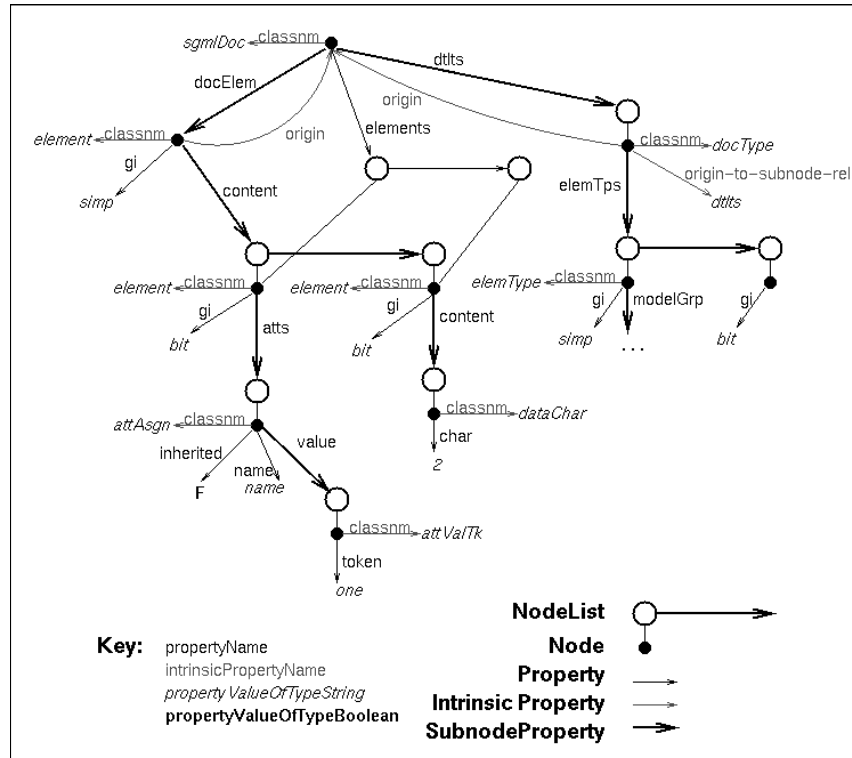 sgmlDoc classnm
docElem dtlts
origin origin
elements
element classnm
classnm docType
gi
simp
content
origin-to-subnode-rel
elemTps
dtlts
element classnm element classnm elemType classnm
gi gi gi modelGrp gi
bit atts bit content simp bit
...
attAsgn classnm
classnm dataChar
inherited value char
F name 2
name
classnm attValTk
token
one
Key: propertyName
intrinsicPropertyName
propertyValueOfTypeString
propertyValueOfTypeBoolean
NodeList
Node
Property
Intrinsic Property
SubnodeProperty